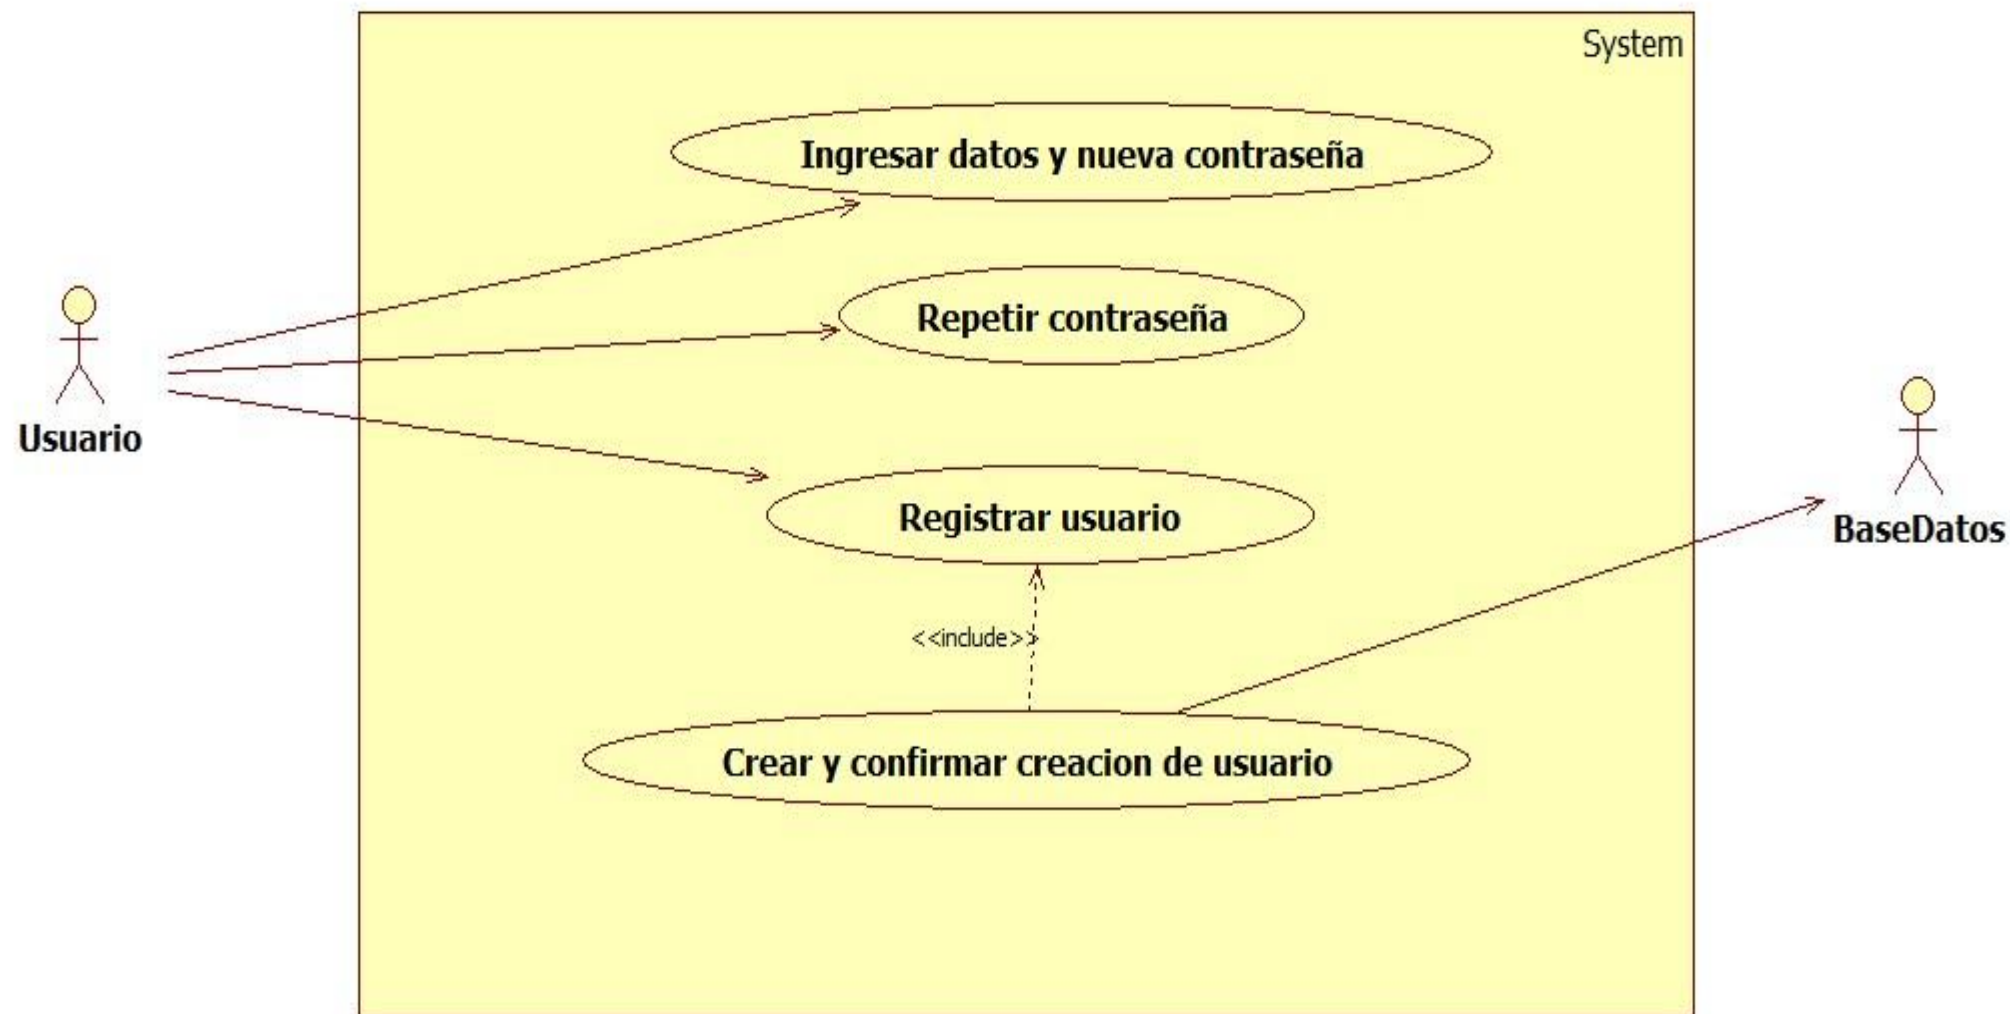 System
Ingresar datos y nueva contraseña
Repetir contraseña
Usuario
Registrar usuario
BaseDatos
<<include>>
Crear y confirmar creacion de usuario